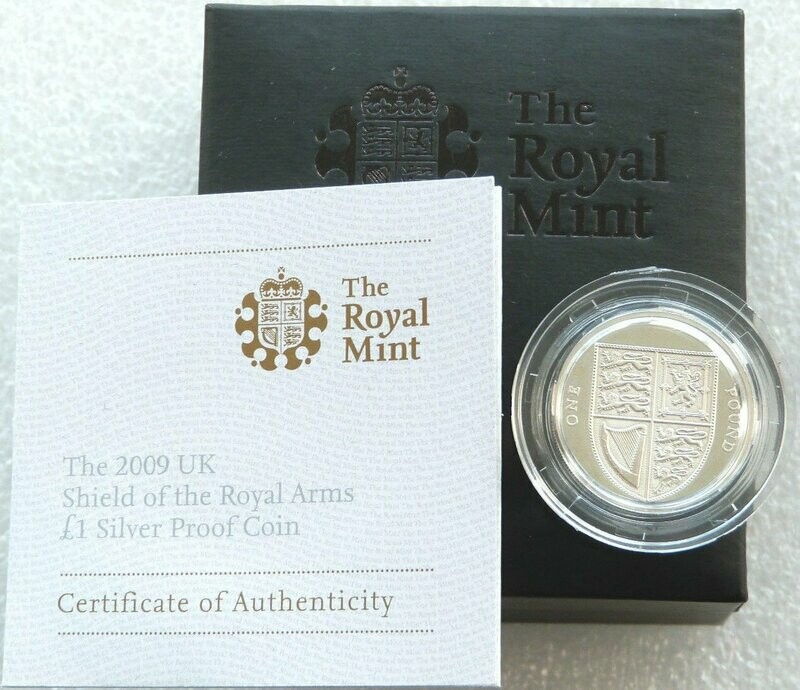 The
Royal
Mint
The
Royal
Mint
The 2009 UK
Shield of the Royal Arms
£1 Silver Proof Coin
Certificate of Authenticity
ONE
POUND